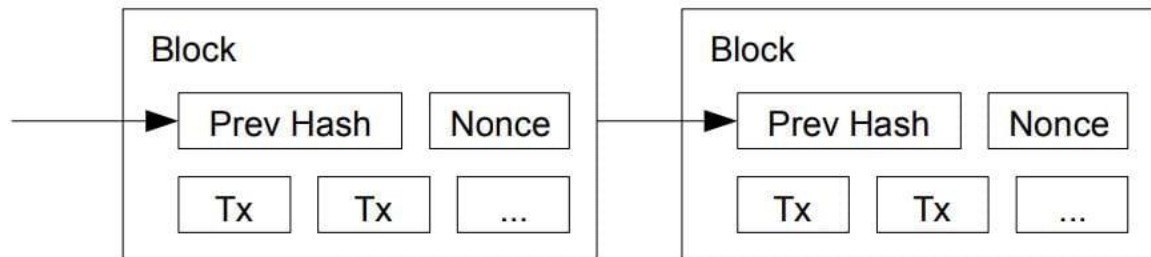 Block Block
Prev Hash Nonce Prev Hash Nonce
Tx Tx ... Tx Tx ...